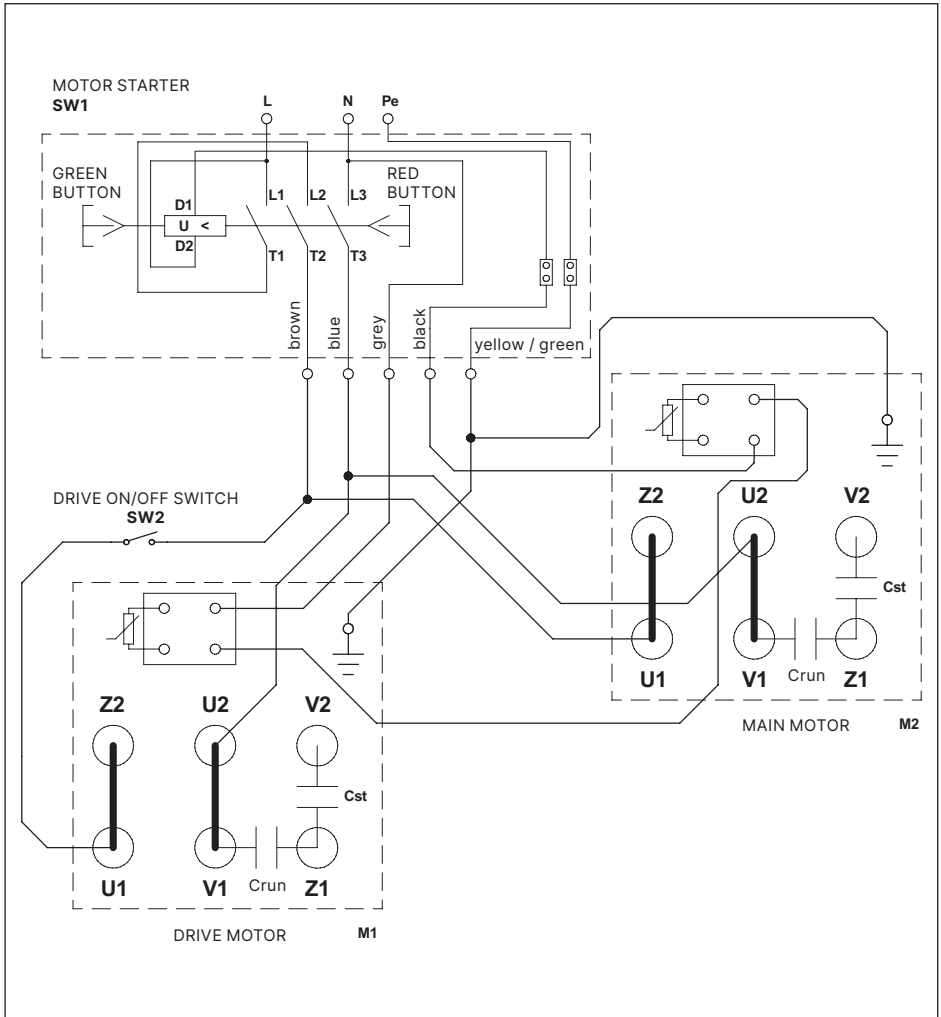 MOTOR STARTER
SW1
L
N
Pe
GREEN
BUTTON
RED
BUTTON
D1
U <
D2
L1
L2
L3
T1
T2
T3
brown
blue
grey
black
yellow / green
DRIVE ON/OFF SWITCH
SW2
Z2
U2
V2
Cst
U1
V1
Crun
Z1
MAIN MOTOR
M2
Z2
U2
V2
Cst
U1
V1
Crun
Z1
DRIVE MOTOR
M1